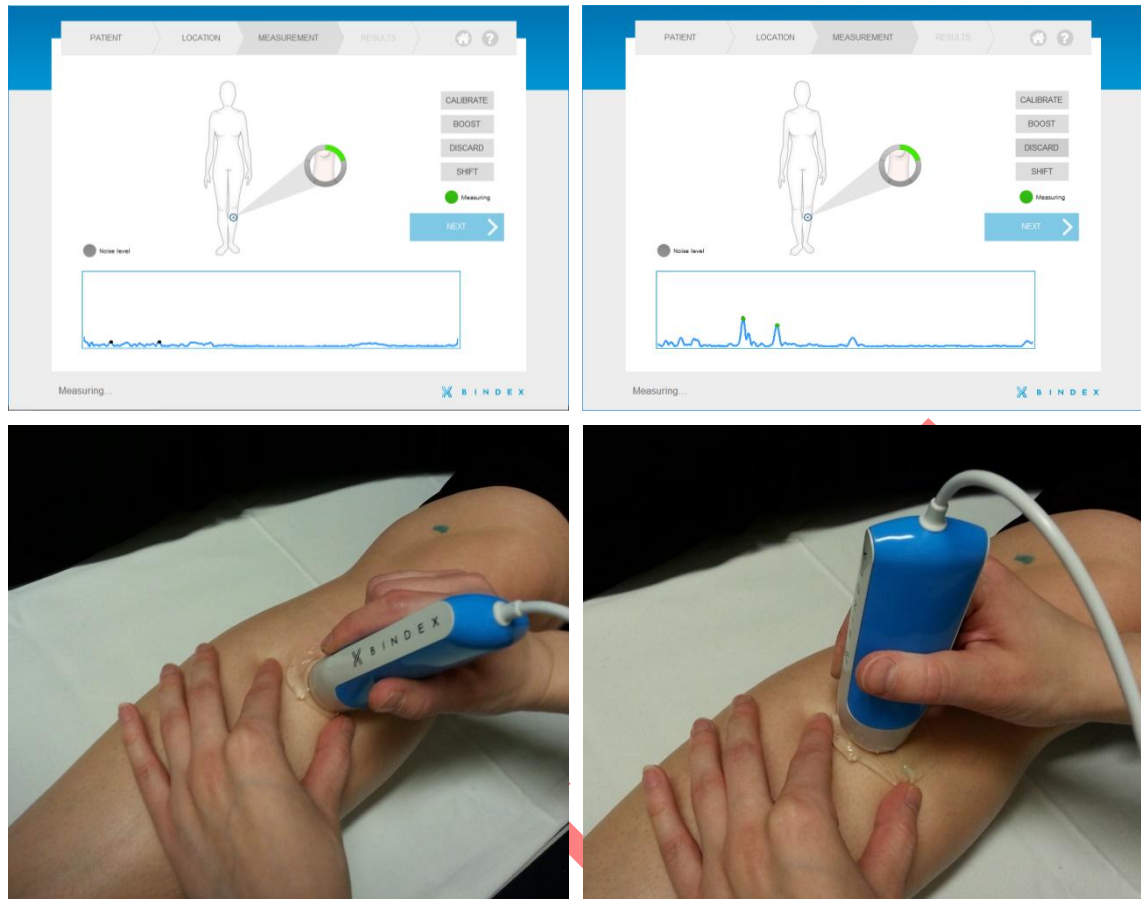 PATIENT LOCATION MEASUREMENT RESULTS ?
CALIBRATE
BOOST
DISCARD
SHIFT
Measuring
NEXT
Noise level
Measuring...
BINDEX
PATIENT LOCATION MEASUREMENT RESULTS ?
CALIBRATE
BOOST
DISCARD
SHIFT
Measuring
NEXT
Noise level
Measuring...
BINDEX
BINDEX